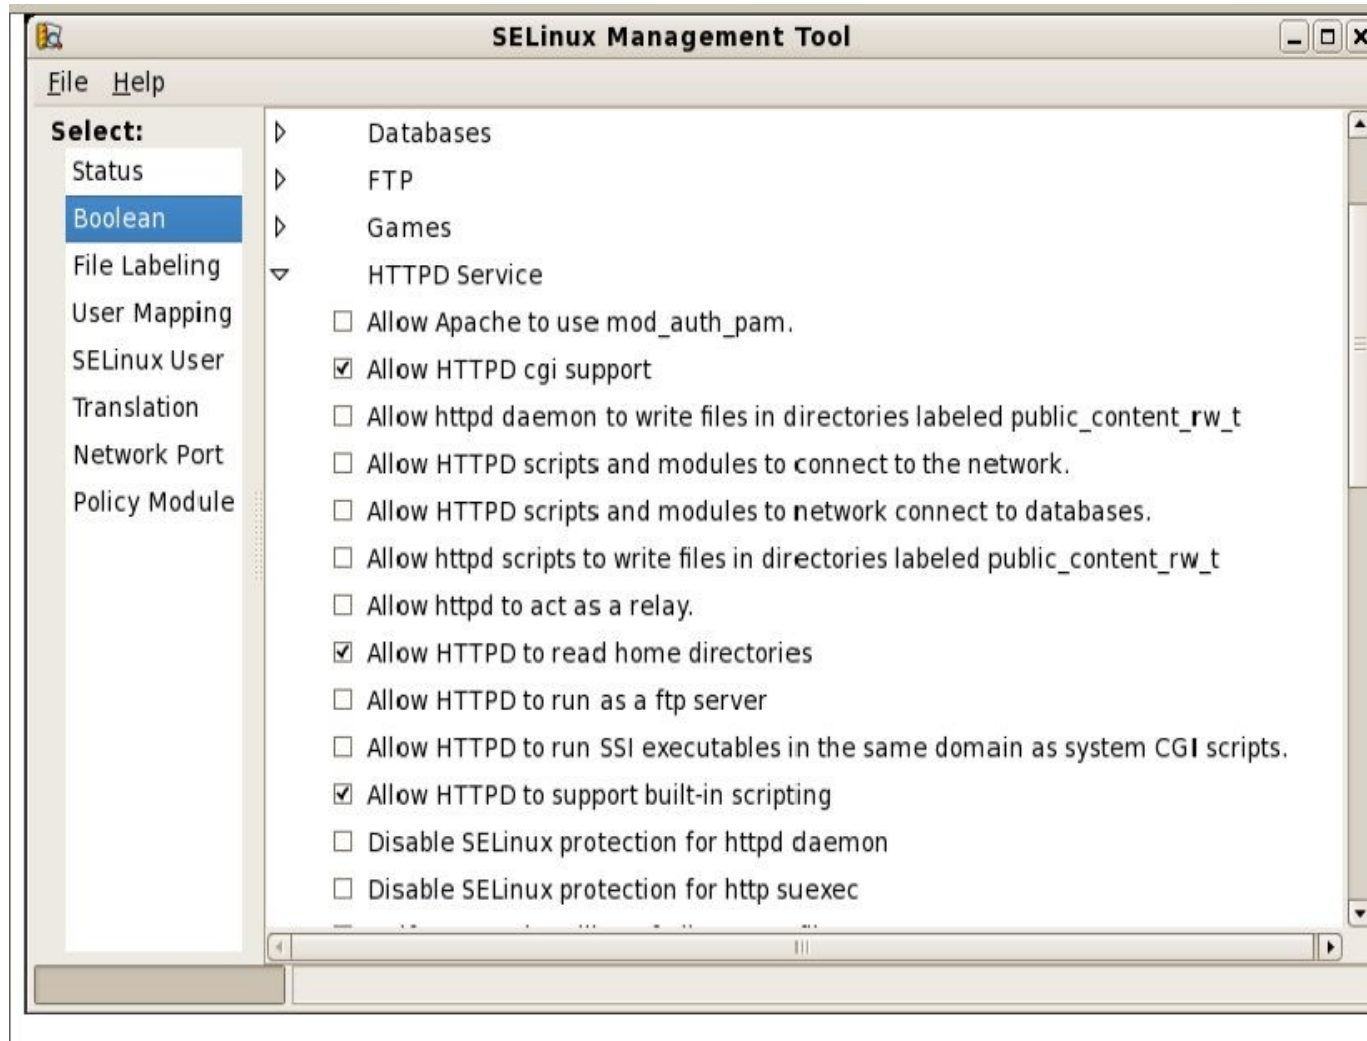 SELinux Management Tool
File Help
Select:
Status
Boolean
File Labeling
User Mapping
SELinux User
Translation
Network Port
Policy Module
Databases
FTP
Games
HTTPD Service
Allow Apache to use mod_auth_pam.
Allow HTTPD cgi support
Allow httpd daemon to write files in directories labeled public_content_rw_t
Allow HTTPD scripts and modules to connect to the network.
Allow HTTPD scripts and modules to network connect to databases.
Allow httpd scripts to write files in directories labeled public_content_rw_t
Allow httpd to act as a relay.
Allow HTTPD to read home directories
Allow HTTPD to run as a ftp server
Allow HTTPD to run SSI executables in the same domain as system CGI scripts.
Allow HTTPD to support built-in scripting
Disable SELinux protection for httpd daemon
Disable SELinux protection for http suexec